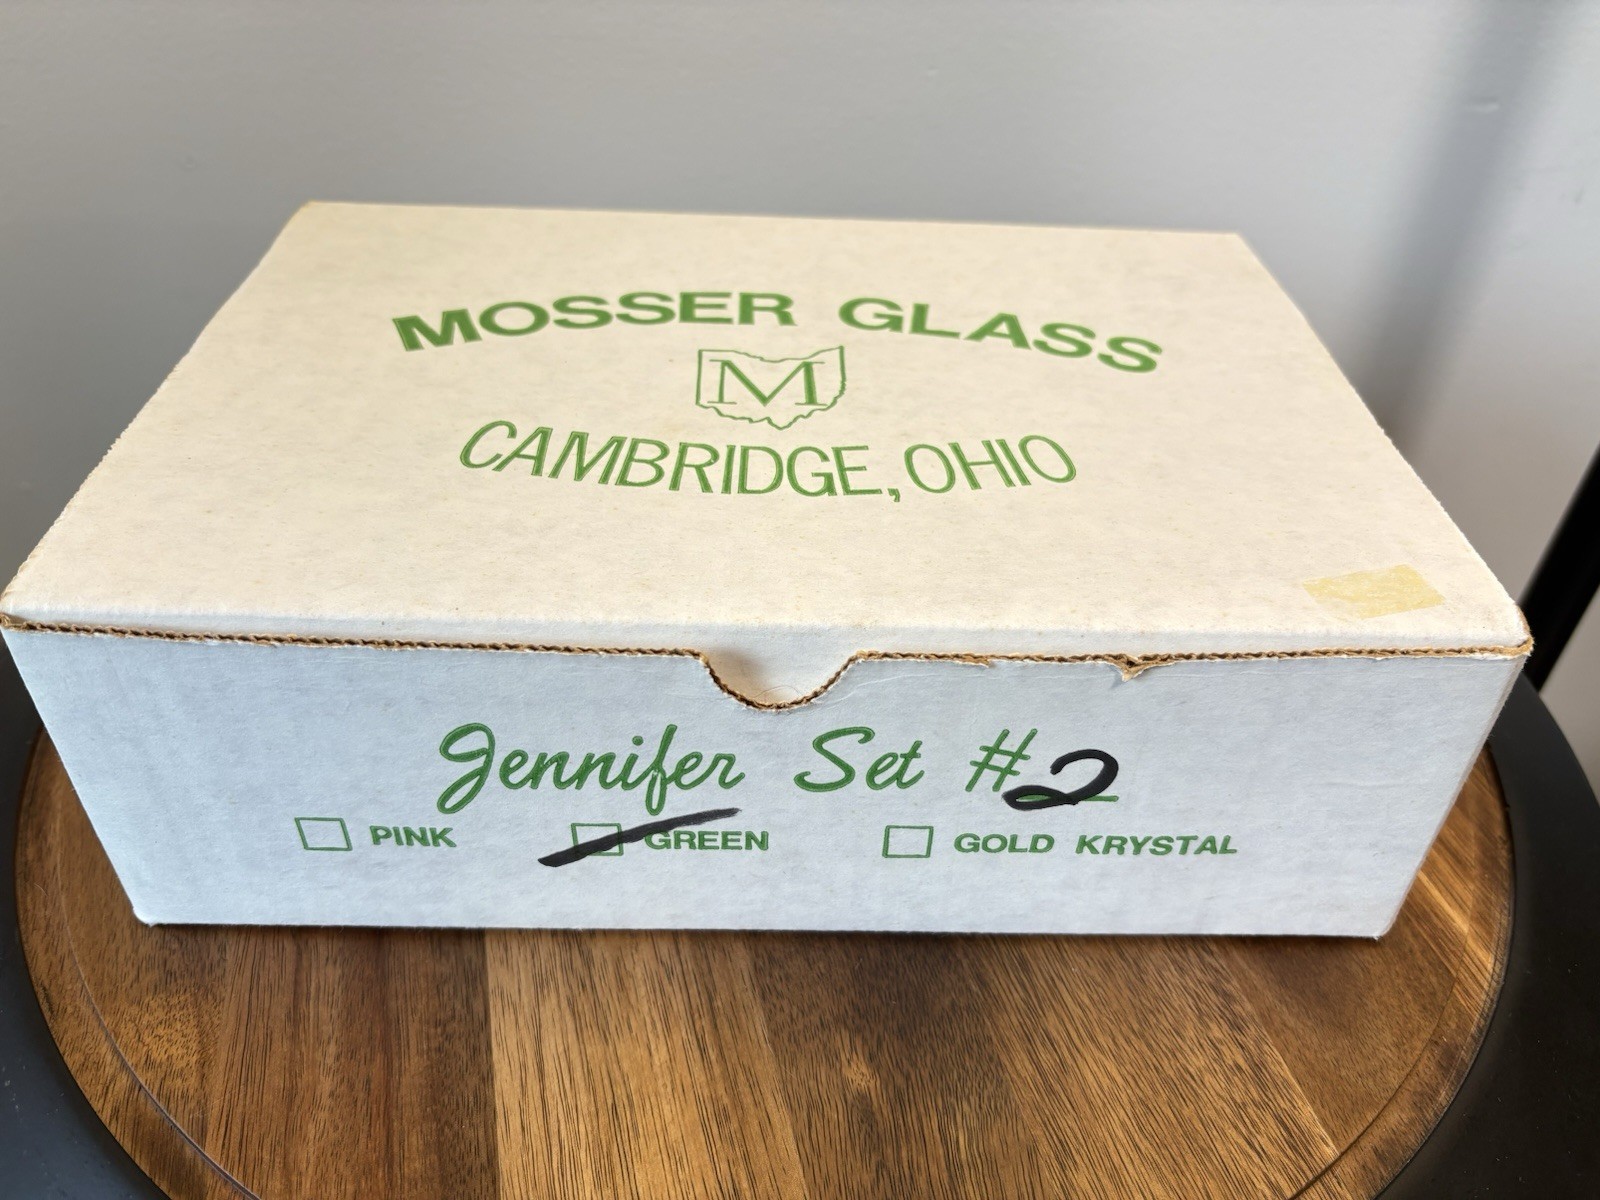 MOSSER GLASS
M
CAMBRIDGE, OHIO
Jennifer Set #2
PINK GREEN GOLD KRYSTAL